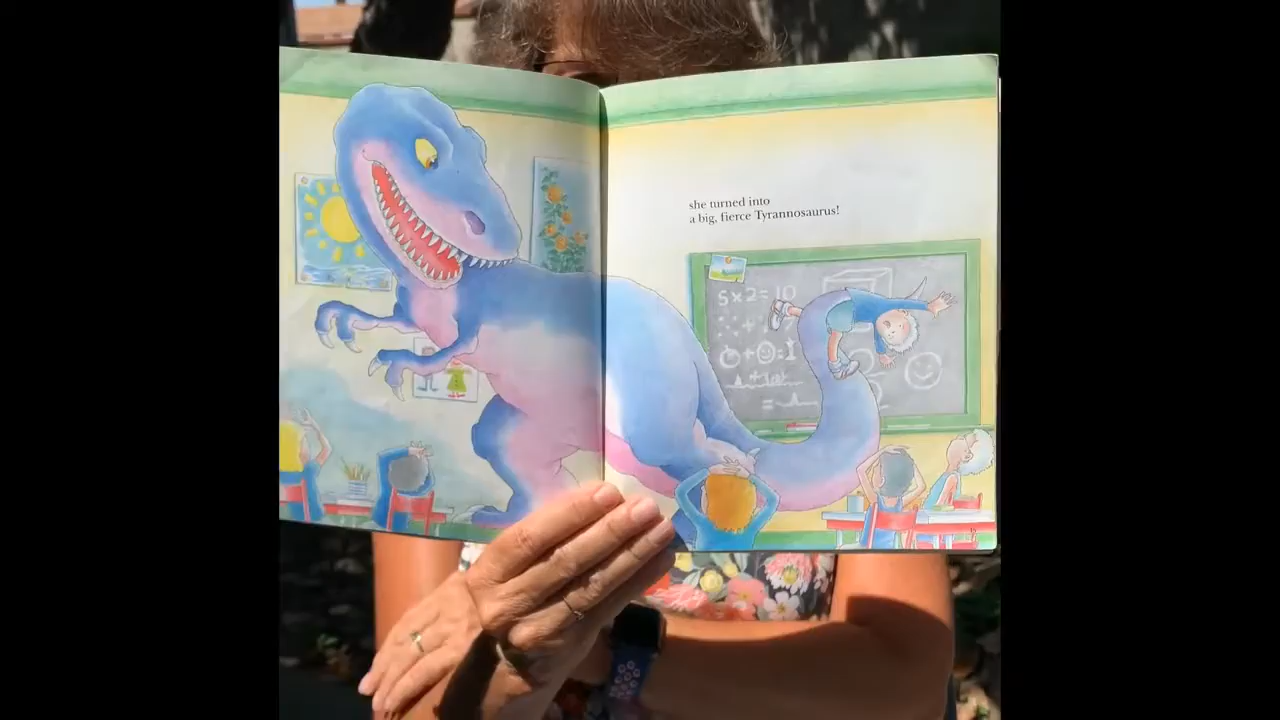 she turned into
a big, fierce Tyrannosaurus!
5 x 2 = 10